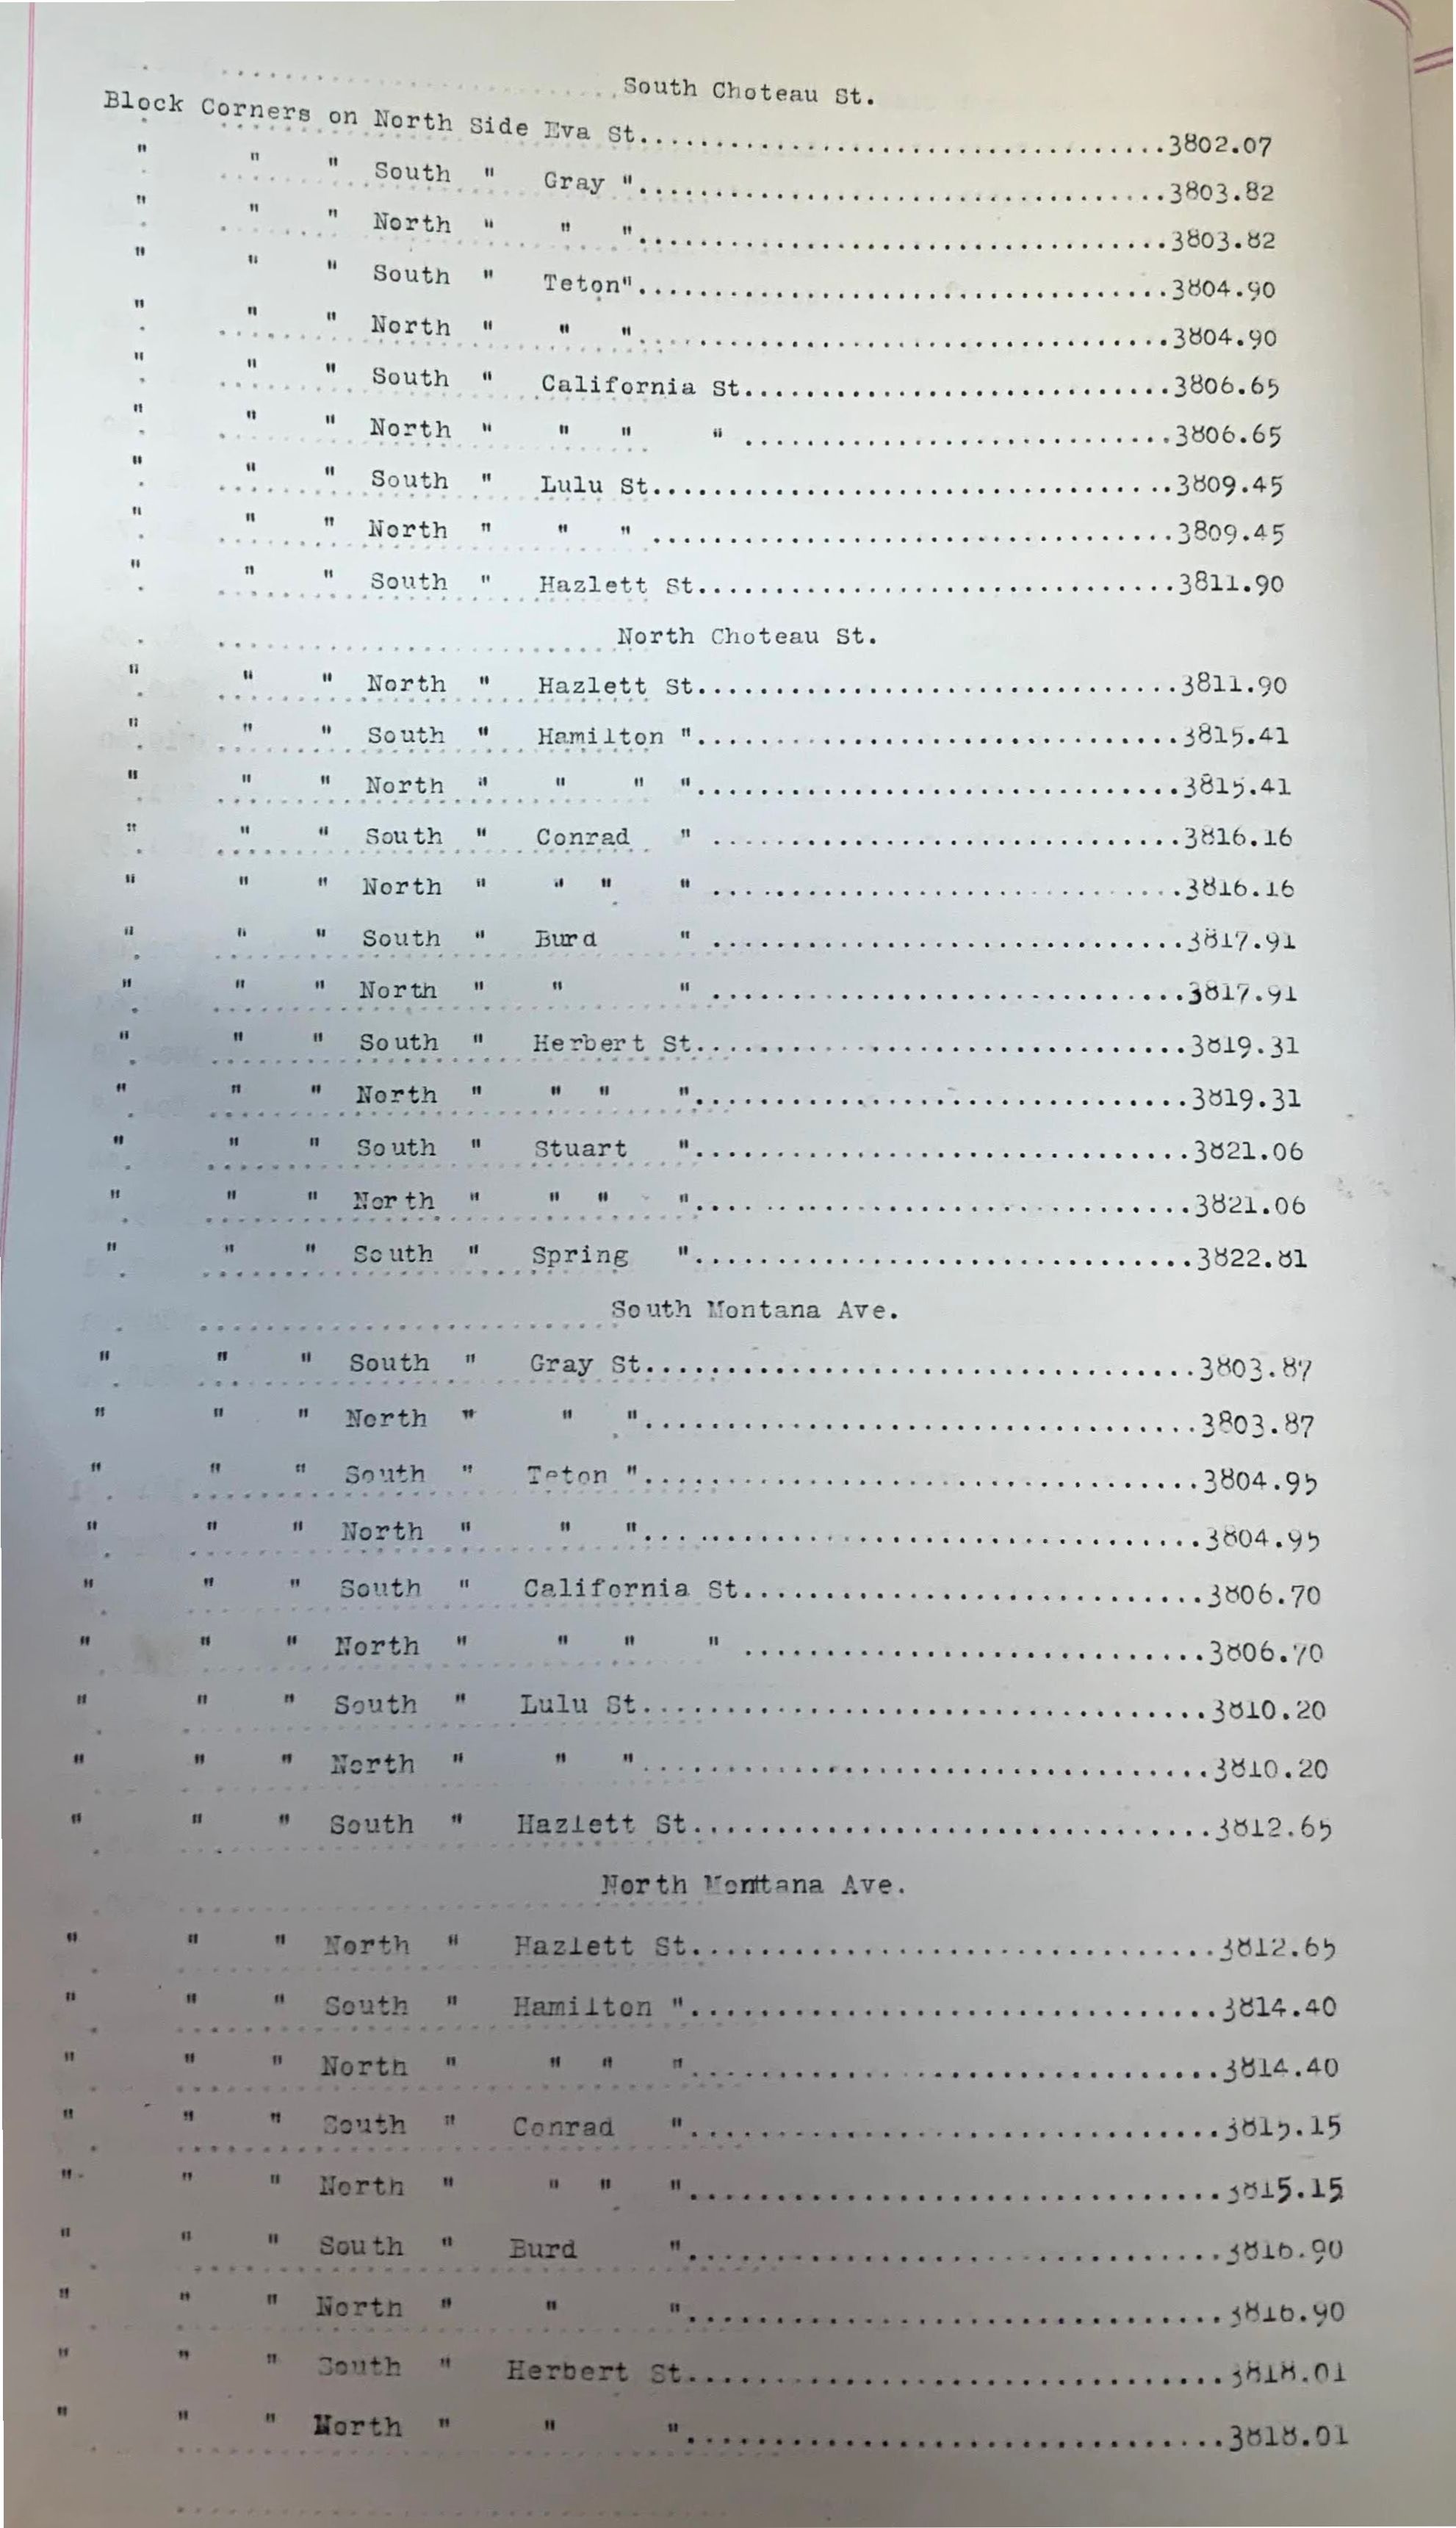 South Choteau St.
Block Corners on North Side Eva St...................................3802.07
" " " South " Gray "...................................3803.82
" " " North " " "...................................3803.82
" " " South " Teton"...................................3804.90
" " " North " " "...................................3804.90
" " " South " California St............................3806.65
" " " North " " " " ............................3806.65
" " " South " Lulu St..................................3809.45
" " " North " " " ..................................3809.45
" " " South " Hazlett St...............................3811.90
North Choteau St.
" " " North " Hazlett St...............................3811.90
" " " South " Hamilton "...............................3815.41
" " " North " " " "...............................3815.41
" " " South " Conrad " ..............................3816.16
" " " North " " " " ..............................3816.16
" " " South " Burd " ..............................3817.91
" " " North " " " ..............................3817.91
" " " South " Herbert St...............................3819.31
" " " North " " " "...............................3819.31
" " " South " Stuart "...............................3821.06
" " " North " " " "...............................3821.06
" " " South " Spring "...............................3822.81
South Montana Ave.
" " " South " Gray St..................................3803.87
" " " North " " "..................................3803.87
" " " South " Teton "..................................3804.95
" " " North " " "..................................3804.95
" " " South " California St............................3806.70
" " " North " " " " ............................3806.70
" " " South " Lulu St..................................3810.20
" " " North " " "..................................3810.20
" " " South " Hazlett St...............................3812.65
North Monttana Ave.
" " " North " Hazlett St...............................3812.65
" " " South " Hamilton "...............................3814.40
" " " North " " " "...............................3814.40
" " " South " Conrad "...............................3815.15
" " " North " " " "...............................3815.15
" " " South " Burd "...............................3816.90
" " " North " " "...............................3816.90
" " " South " Herbert St...............................3818.01
" " " North " " "...............................3818.01